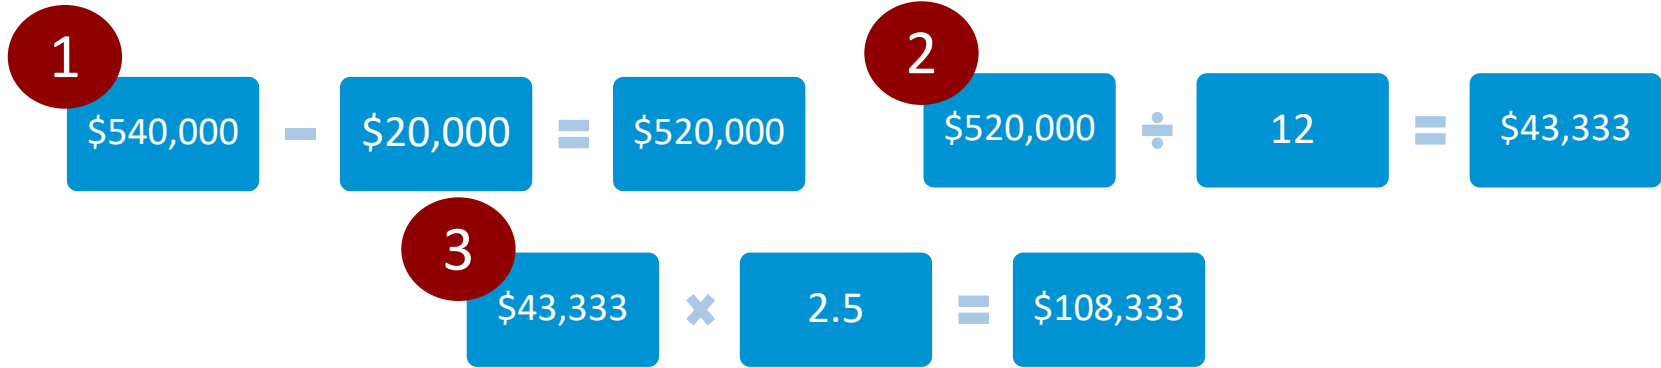 1
$540,000 − $20,000 = $520,000
2
$520,000 ÷ 12 = $43,333
3
$43,333 × 2.5 = $108,333